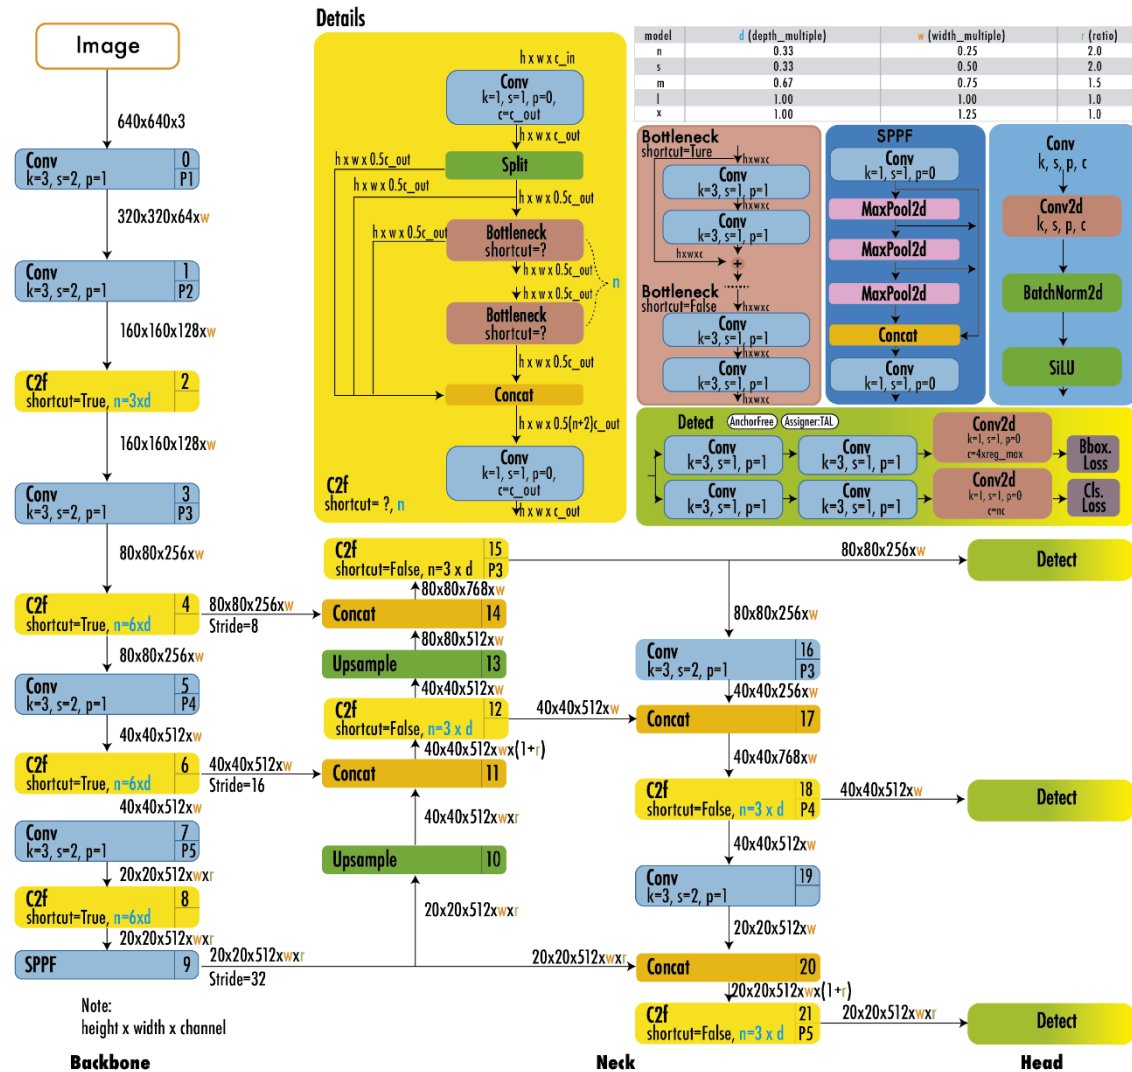 Details
Image
640x640x3
Conv
k=3, s=2, p=1
0
P1
320x320x64xw
Conv
k=3, s=2, p=1
1
P2
160x160x128xw
C2f
shortcut=True, n=3xd
2
160x160x128xw
Conv
k=3, s=2, p=1
3
P3
80x80x256xw
C2f
shortcut=True, n=6xd
4
80x80x256xw
Stride=8
80x80x256xw
Conv
k=3, s=2, p=1
5
P4
40x40x512xw
C2f
shortcut=True, n=6xd
6
40x40x512xw
Stride=16
40x40x512xw
Conv
k=3, s=2, p=1
7
P5
20x20x512xwxr
C2f
shortcut=True, n=6xd
8
20x20x512xwxr
SPPF
9
20x20x512xwxr
Stride=32
Note:
height x width x channel
Backbone
h x w x c_in
Conv
k=1, s=1, p=0,
c=c_out
h x w x c_out
Split
h x w x 0.5c_out
h x w x 0.5c_out
h x w x 0.5c_out
h x w x 0.5c_out
Bottleneck
shortcut=?
h x w x 0.5c_out
n
h x w x 0.5c_out
Bottleneck
shortcut=?
h x w x 0.5c_out
Concat
h x w x 0.5(n+2)c_out
Conv
k=1, s=1, p=0,
c=c_out
h x w x c_out
C2f
shortcut= ?, n
model d (depth_multiple) w (width_multiple) r (ratio)
n 0.33 0.25 2.0
s 0.33 0.50 2.0
m 0.67 0.75 1.5
l 1.00 1.00 1.0
x 1.00 1.25 1.0
Bottleneck
shortcut=Ture
hxwxc
Conv
k=3, s=1, p=1
hxwxc
Conv
k=3, s=1, p=1
hxwxc
+
Bottleneck
shortcut=False
hxwxc
Conv
k=3, s=1, p=1
hxwxc
Conv
k=3, s=1, p=1
hxwxc
SPPF
Conv
k=1, s=1, p=0
MaxPool2d
MaxPool2d
MaxPool2d
Concat
Conv
k=1, s=1, p=0
Conv
k, s, p, c
Conv2d
k, s, p, c
BatchNorm2d
SiLU
Detect
AnchorFree
Assigner:TAL
Conv
k=3, s=1, p=1
Conv
k=3, s=1, p=1
Conv2d
k=1, s=1, p=0
c=4xreg_max
Bbox.
Loss
Conv
k=3, s=1, p=1
Conv
k=3, s=1, p=1
Conv2d
k=1, s=1, p=0
c=nc
Cls.
Loss
C2f
shortcut=False, n=3 x d
15
P3
80x80x768xw
Concat
14
80x80x512xw
Upsample
13
40x40x512xw
C2f
shortcut=False, n=3 x d
12
40x40x512xw
40x40x512xwx(1+r)
Concat
11
40x40x512xwxr
Upsample
10
20x20x512xwxr
80x80x256xw
Detect
80x80x256xw
Conv
k=3, s=2, p=1
16
P3
40x40x256xw
Concat
17
40x40x768xw
C2f
shortcut=False, n=3 x d
18
P4
40x40x512xw
Detect
40x40x512xw
Conv
k=3, s=2, p=1
19
20x20x512xw
20x20x512xwxr
Concat
20
20x20x512xwx(1+r)
C2f
shortcut=False, n=3 x d
21
P5
20x20x512xwxr
Detect
Neck
Head